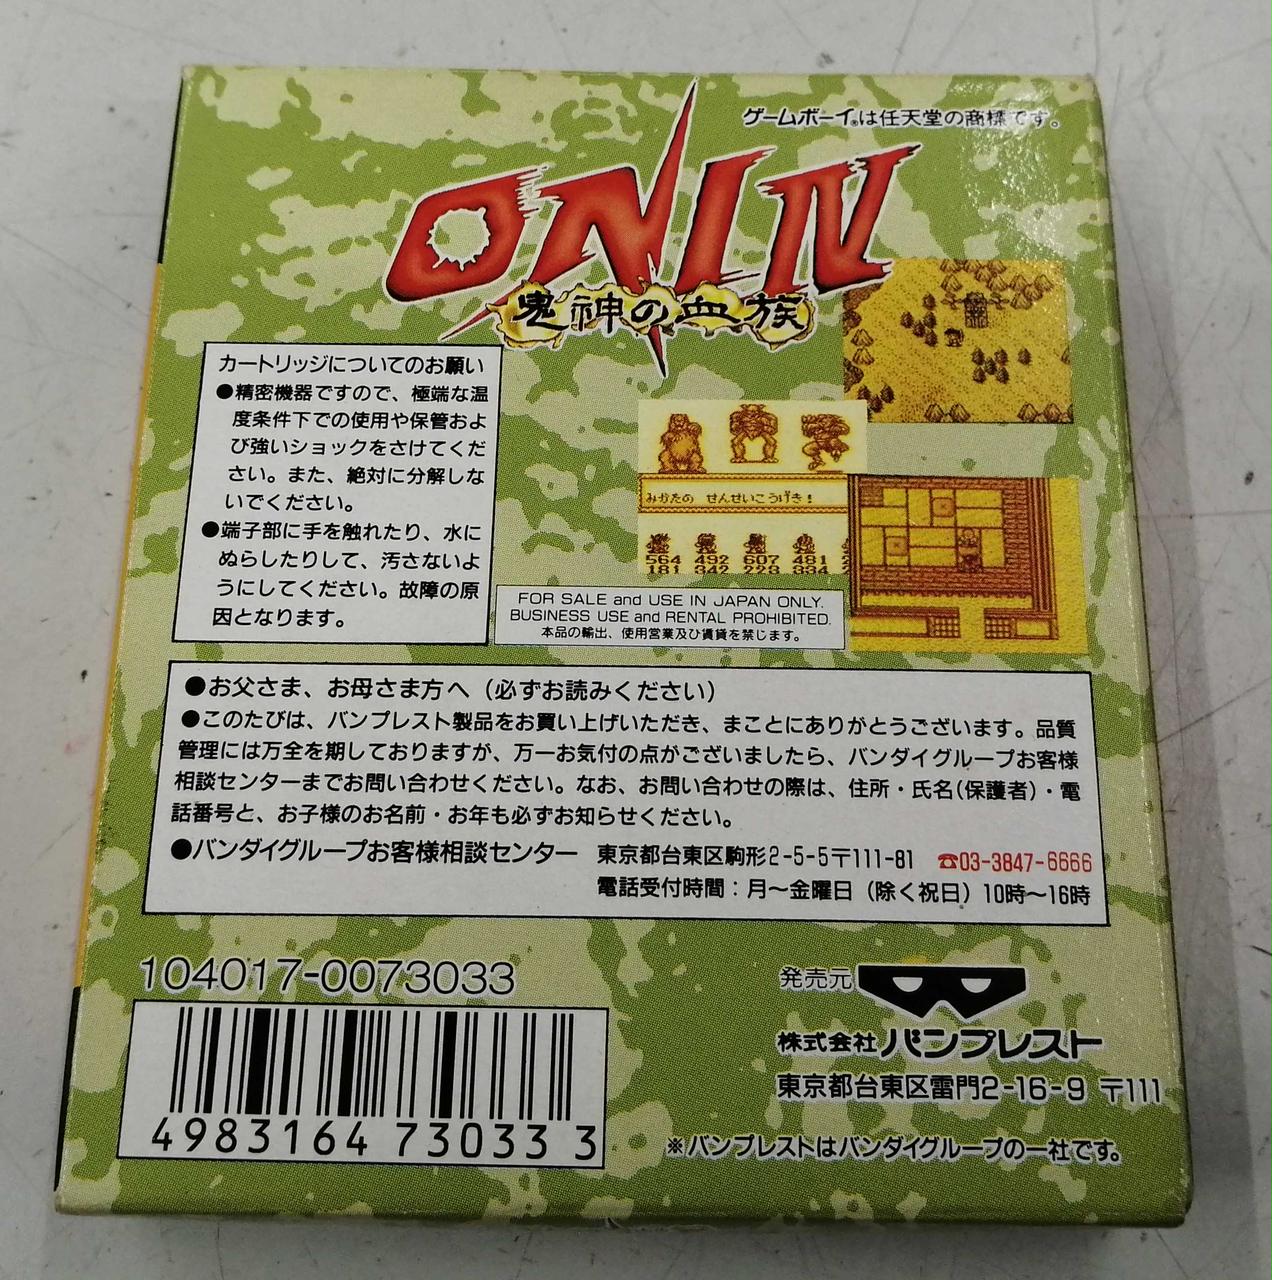 ゲームボーイ®は任天堂の商標です。
ONI IV
鬼神の血族
カートリッジについてのお願い
●精密機器ですので、極端な温
度条件下での使用や保管およ
び強いショックをさけてくだ
さい。また、絶対に分解しな
いでください。
●端子部に手を触れたり、水に
ぬらしたりして、汚さないよ
うにしてください。故障の原
因となります。
みかたの せんせいこうげき!
564 492 607 481
181 342 223 334
FOR SALE and USE IN JAPAN ONLY.
BUSINESS USE and RENTAL PROHIBITED.
本品の輸出、使用営業及び賃貸を禁じます。
●お父さま、お母さま方へ(必ずお読みください)
●このたびは、バンプレスト製品をお買い上げいただき、まことにありがとうございます。品質
管理には万全を期しておりますが、万一お気付の点がございましたら、バンダイグループお客様
相談センターまでお問い合わせください。なお、お問い合わせの際は、住所・氏名(保護者)・電
話番号と、お子様のお名前・お年も必ずお知らせください。
●バンダイグループお客様相談センター 東京都台東区駒形2-5-5〒111-81 ☎03-3847-6666
電話受付時間:月〜金曜日(除く祝日)10時〜16時
104017-0073033
4983164 73033 3
発売元
株式会社バンプレスト
東京都台東区雷門2-16-9 〒111
※バンプレストはバンダイグループの一社です。